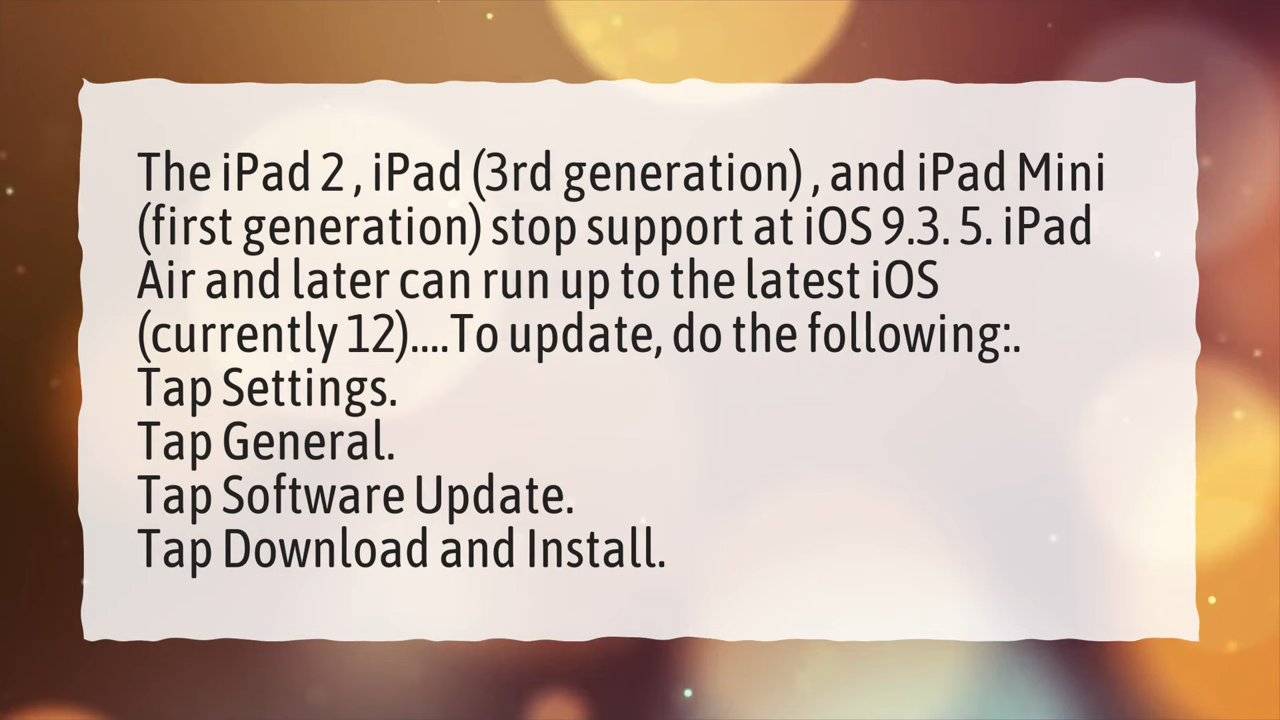 The iPad 2 , iPad (3rd generation) , and iPad Mini
(first generation) stop support at iOS 9.3. 5. iPad
Air and later can run up to the latest iOS
(currently 12)....To update, do the following:.
Tap Settings.
Tap General.
Tap Software Update.
Tap Download and Install.